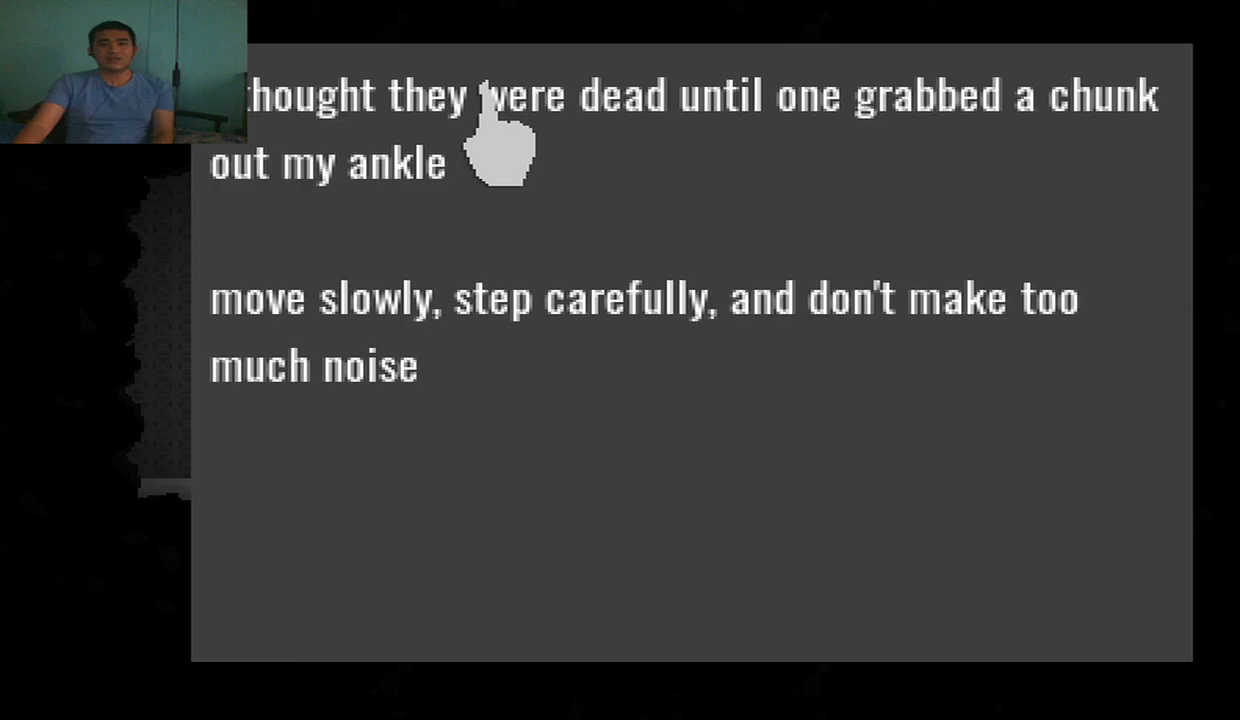 thought they were dead until one grabbed a chunk
out my ankle
move slowly, step carefully, and don't make too
much noise